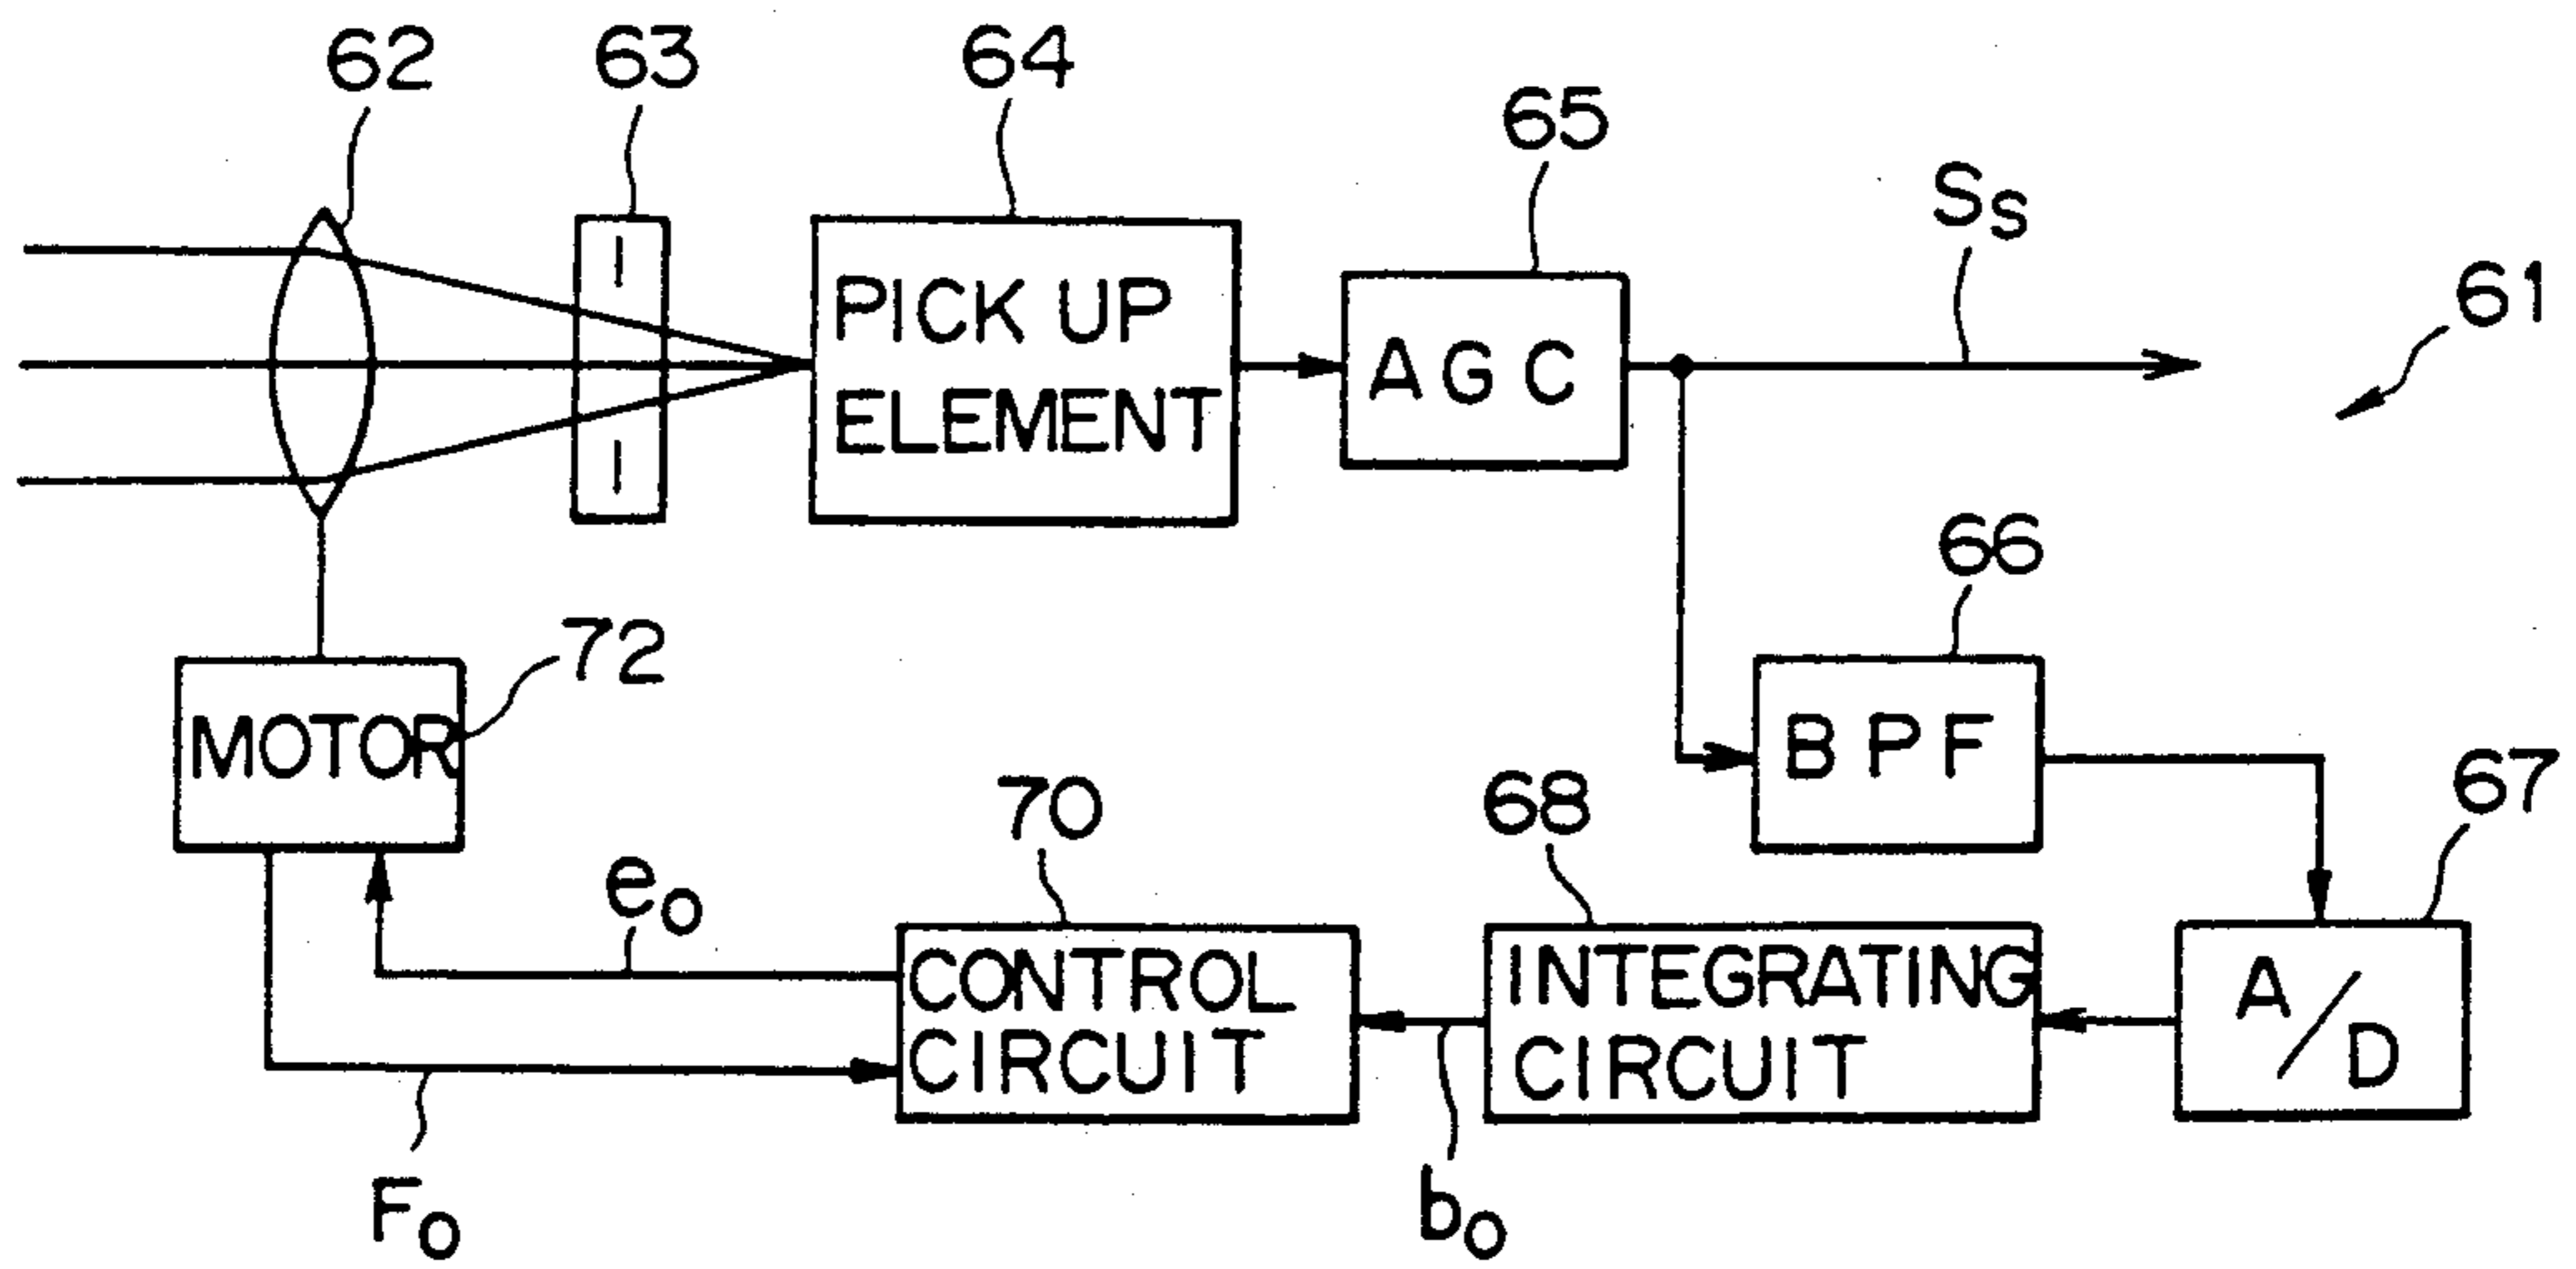 62
63
64
65
Ss
61
PICK UP
ELEMENT
AGC
66
72
MOTOR
BPF
67
70
68
eo
CONTROL
CIRCUIT
INTEGRATING
CIRCUIT
A/D
Fo
bo